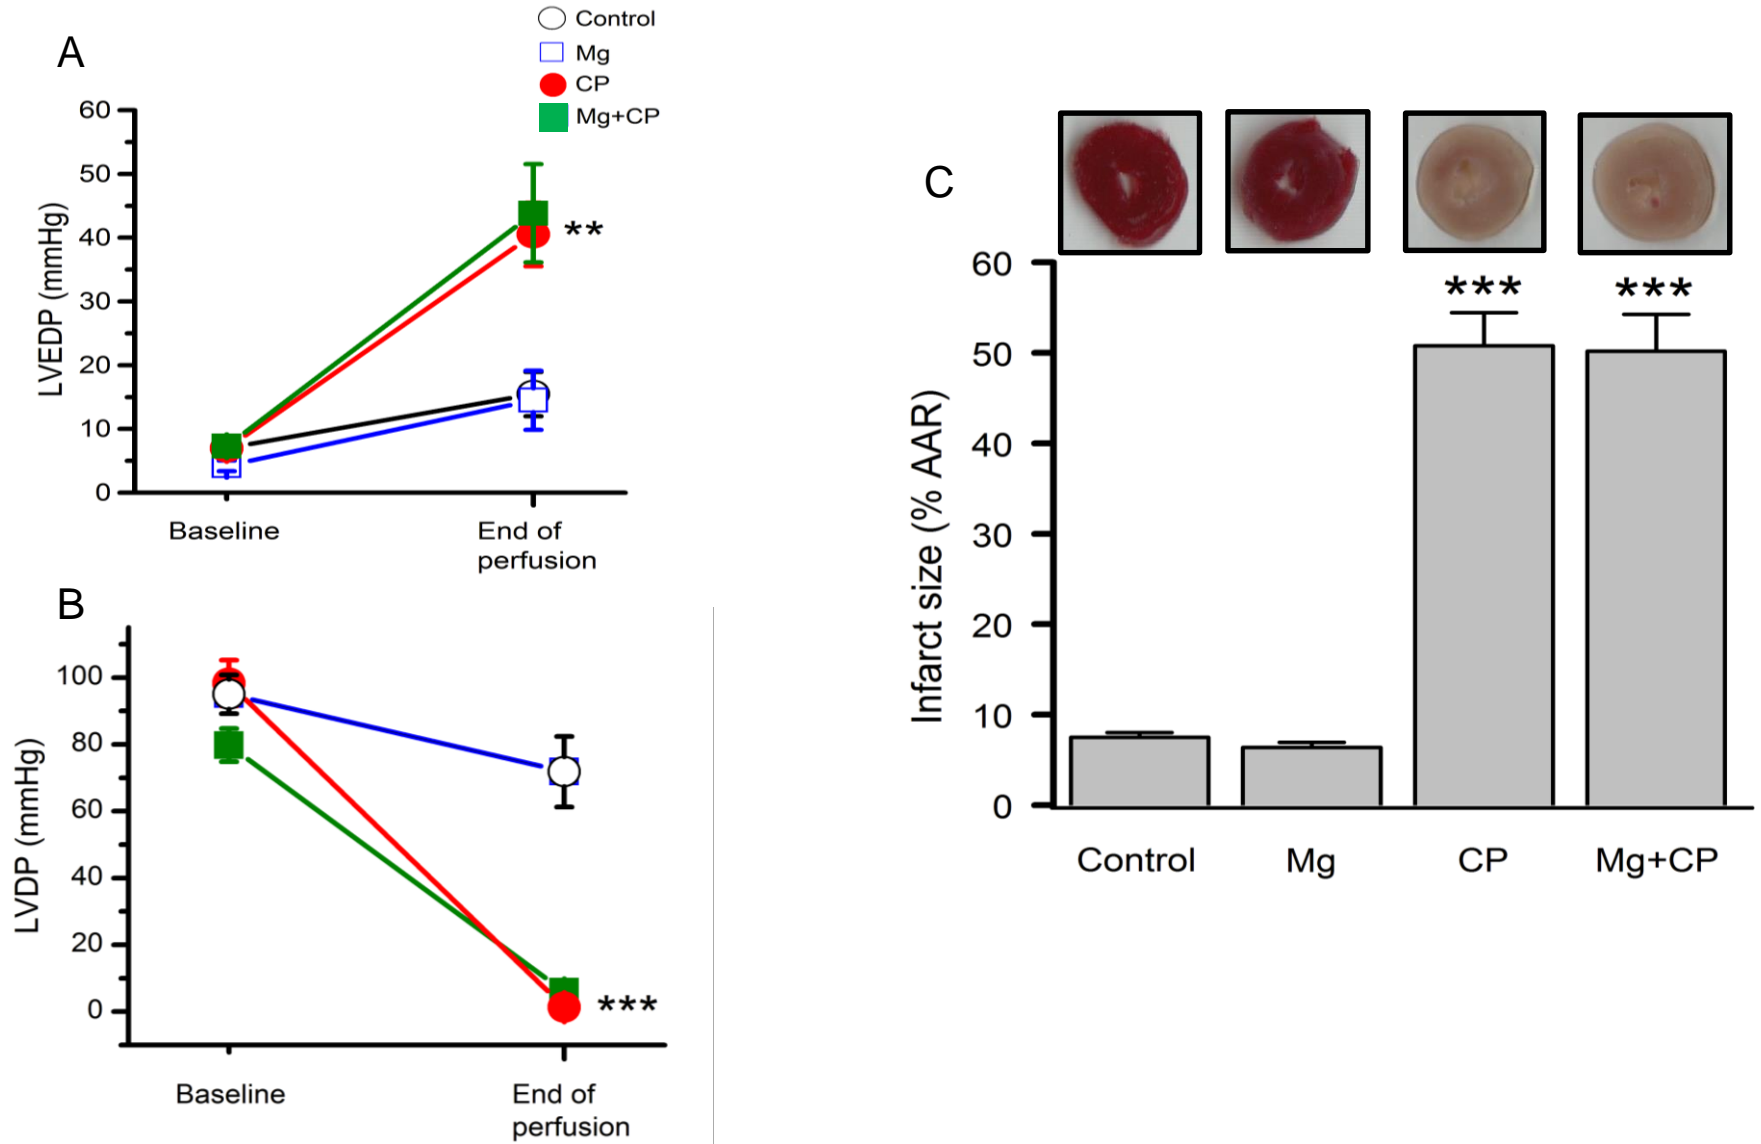 A
Control
Mg
CP
Mg+CP
60
50
40
30
20
10
0
LVEDP (mmHg)
**
Baseline
End of
perfusion
B
100
80
60
40
20
0
LVDP (mmHg)
***
Baseline
End of
perfusion
C
60
50
40
30
20
10
0
Infarct size (% AAR)
*** ***
Control Mg CP Mg+CP